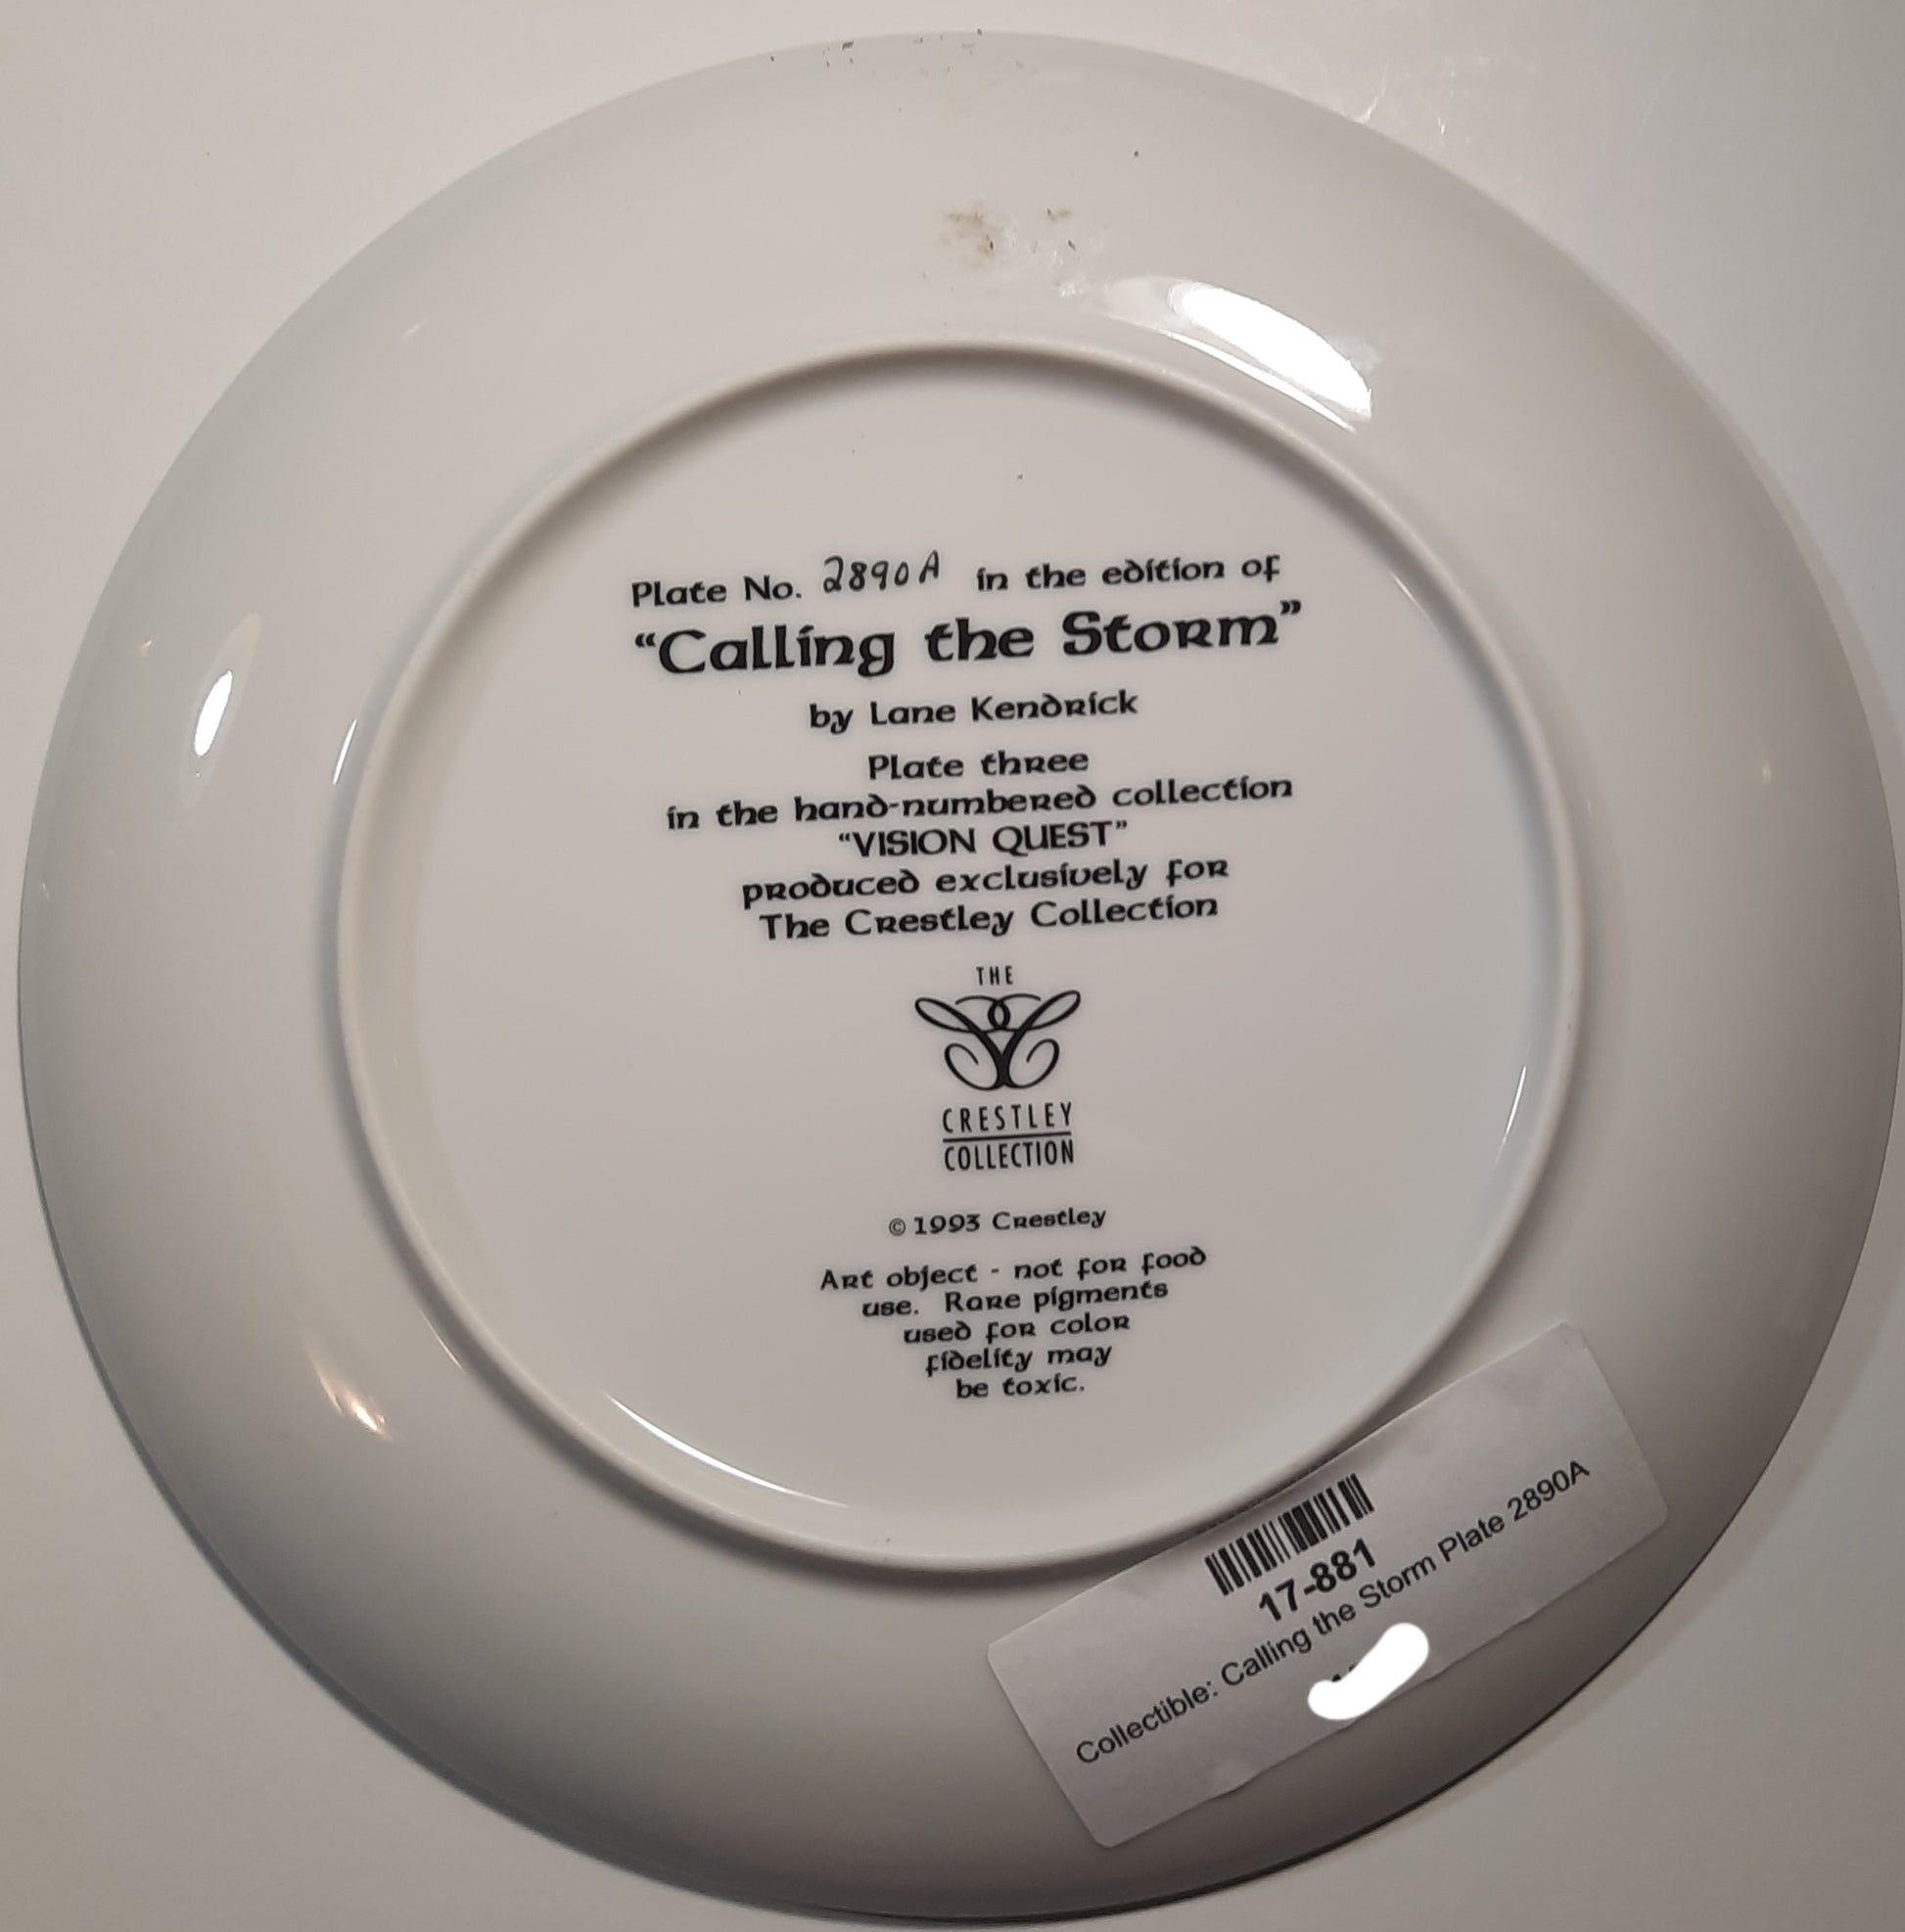 Plate No. 2890A in the edition of
“Calling the Storm”
by Lane Kendrick
Plate three
in the hand-numbered collection
“VISION QUEST”
produced exclusively for
The Crestley Collection
THE
CRESTLEY
COLLECTION
© 1993 Crestley
Art object - not for food
use. Rare pigments
used for color
fidelity may
be toxic.
17-881
Collectible: Calling the Storm Plate 2890A